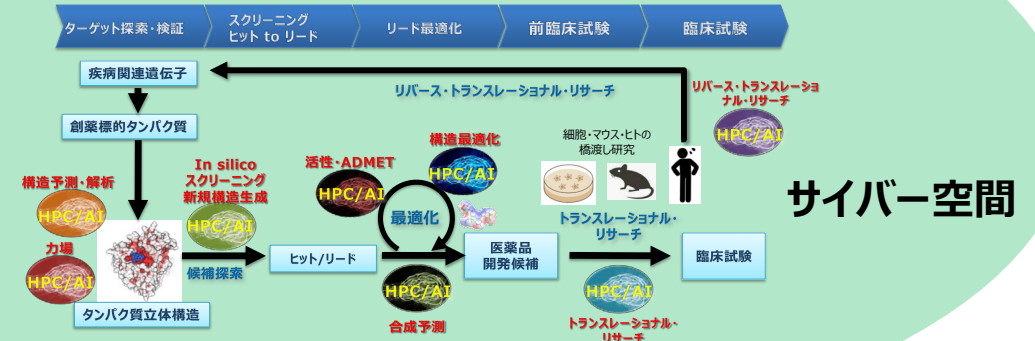 ターゲット探索・検証
スクリーニング
ヒット to リード
リード最適化
前臨床試験
臨床試験
疾病関連遺伝子
リバース・トランスレーショナル・リサーチ
リバース・トランスレーショ
ナル・リサーチ
HPC/AI
創薬標的タンパク質
細胞・マウス・ヒトの
橋渡し研究
構造最適化
HPC/AI
活性・ADMET
HPC/AI
In silico
スクリーニング
新規構造生成
HPC/AI
構造予測・解析
HPC/AI
サイバー空間
最適化
トランスレーショナル・
リサーチ
力場
HPC/AI
候補探索
ヒット/リード
医薬品
開発候補
臨床試験
HPC/AI
合成予測
HPC/AI
トランスレーショナル・
リサーチ
タンパク質立体構造